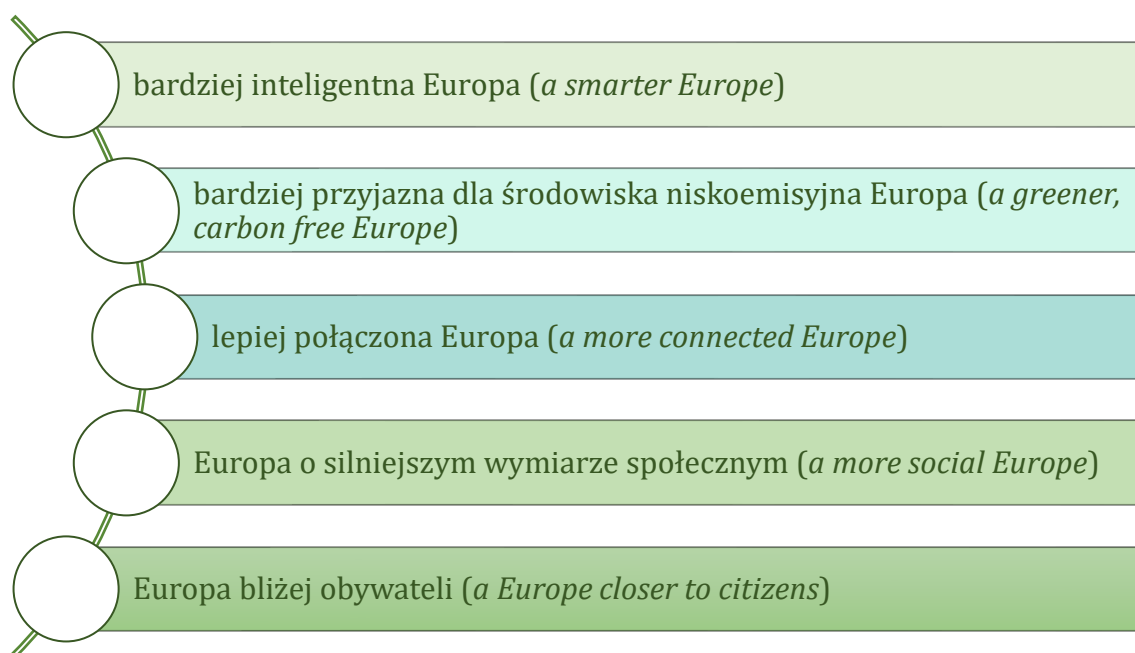 bardziej inteligentna Europa (a smarter Europe)
bardziej przyjazna dla środowiska niskoemisyjna Europa (a greener,
carbon free Europe)
lepiej połączona Europa (a more connected Europe)
Europa o silniejszym wymiarze społecznym (a more social Europe)
Europa bliżej obywateli (a Europe closer to citizens)